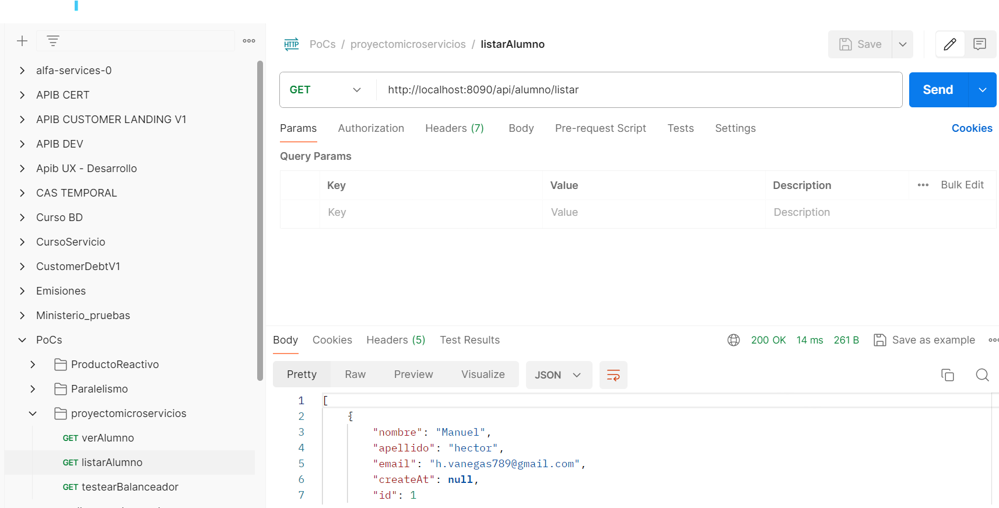 alfa-services-0
APIB CERT
APIB CUSTOMER LANDING V1
APIB DEV
Apib UX - Desarrollo
CAS TEMPORAL
Curso BD
CursoServicio
CustomerDebtV1
Emisiones
Ministerio_pruebas
PoCs
ProductoReactivo
Paralelismo
proyectomicroservicios
GET verAlumno
GET listarAlumno
GET testearBalanceador
HTTP PoCs / proyectomicroservicios / listarAlumno
Save
GET http://localhost:8090/api/alumno/listar
Send
Params Authorization Headers (7) Body Pre-request Script Tests Settings Cookies
Query Params
Key Value Description Bulk Edit
Key Value Description
Body Cookies Headers (5) Test Results 200 OK 14 ms 261 B Save as example
Pretty Raw Preview Visualize JSON
1 [
2 {
3 "nombre": "Manuel",
4 "apellido": "hector",
5 "email": "h.vanegas789@gmail.com",
6 "createAt": null,
7 "id": 1